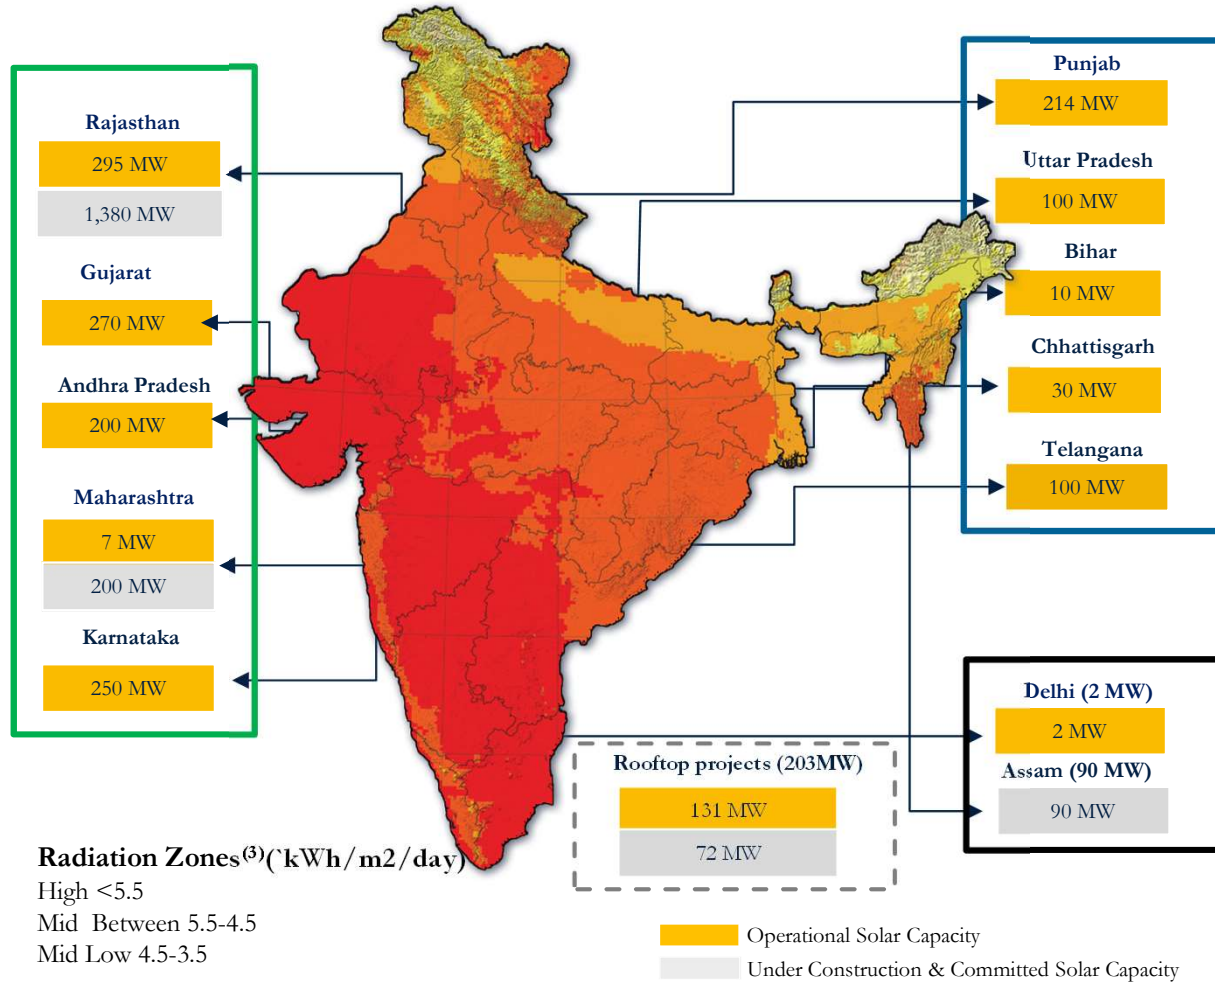 Rajasthan
295 MW
1,380 MW
Gujarat
270 MW
Andhra Pradesh
200 MW
Maharashtra
7 MW
200 MW
Karnataka
250 MW
Punjab
214 MW
Uttar Pradesh
100 MW
Bihar
10 MW
Chhattisgarh
30 MW
Telangana
100 MW
Delhi (2 MW)
2 MW
Assam (90 MW)
90 MW
Rooftop projects (203MW)
131 MW
72 MW
Radiation Zones(3)(`kWh/m2/day)
High <5.5
Mid Between 5.5-4.5
Mid Low 4.5-3.5
Operational Solar Capacity
Under Construction & Committed Solar Capacity